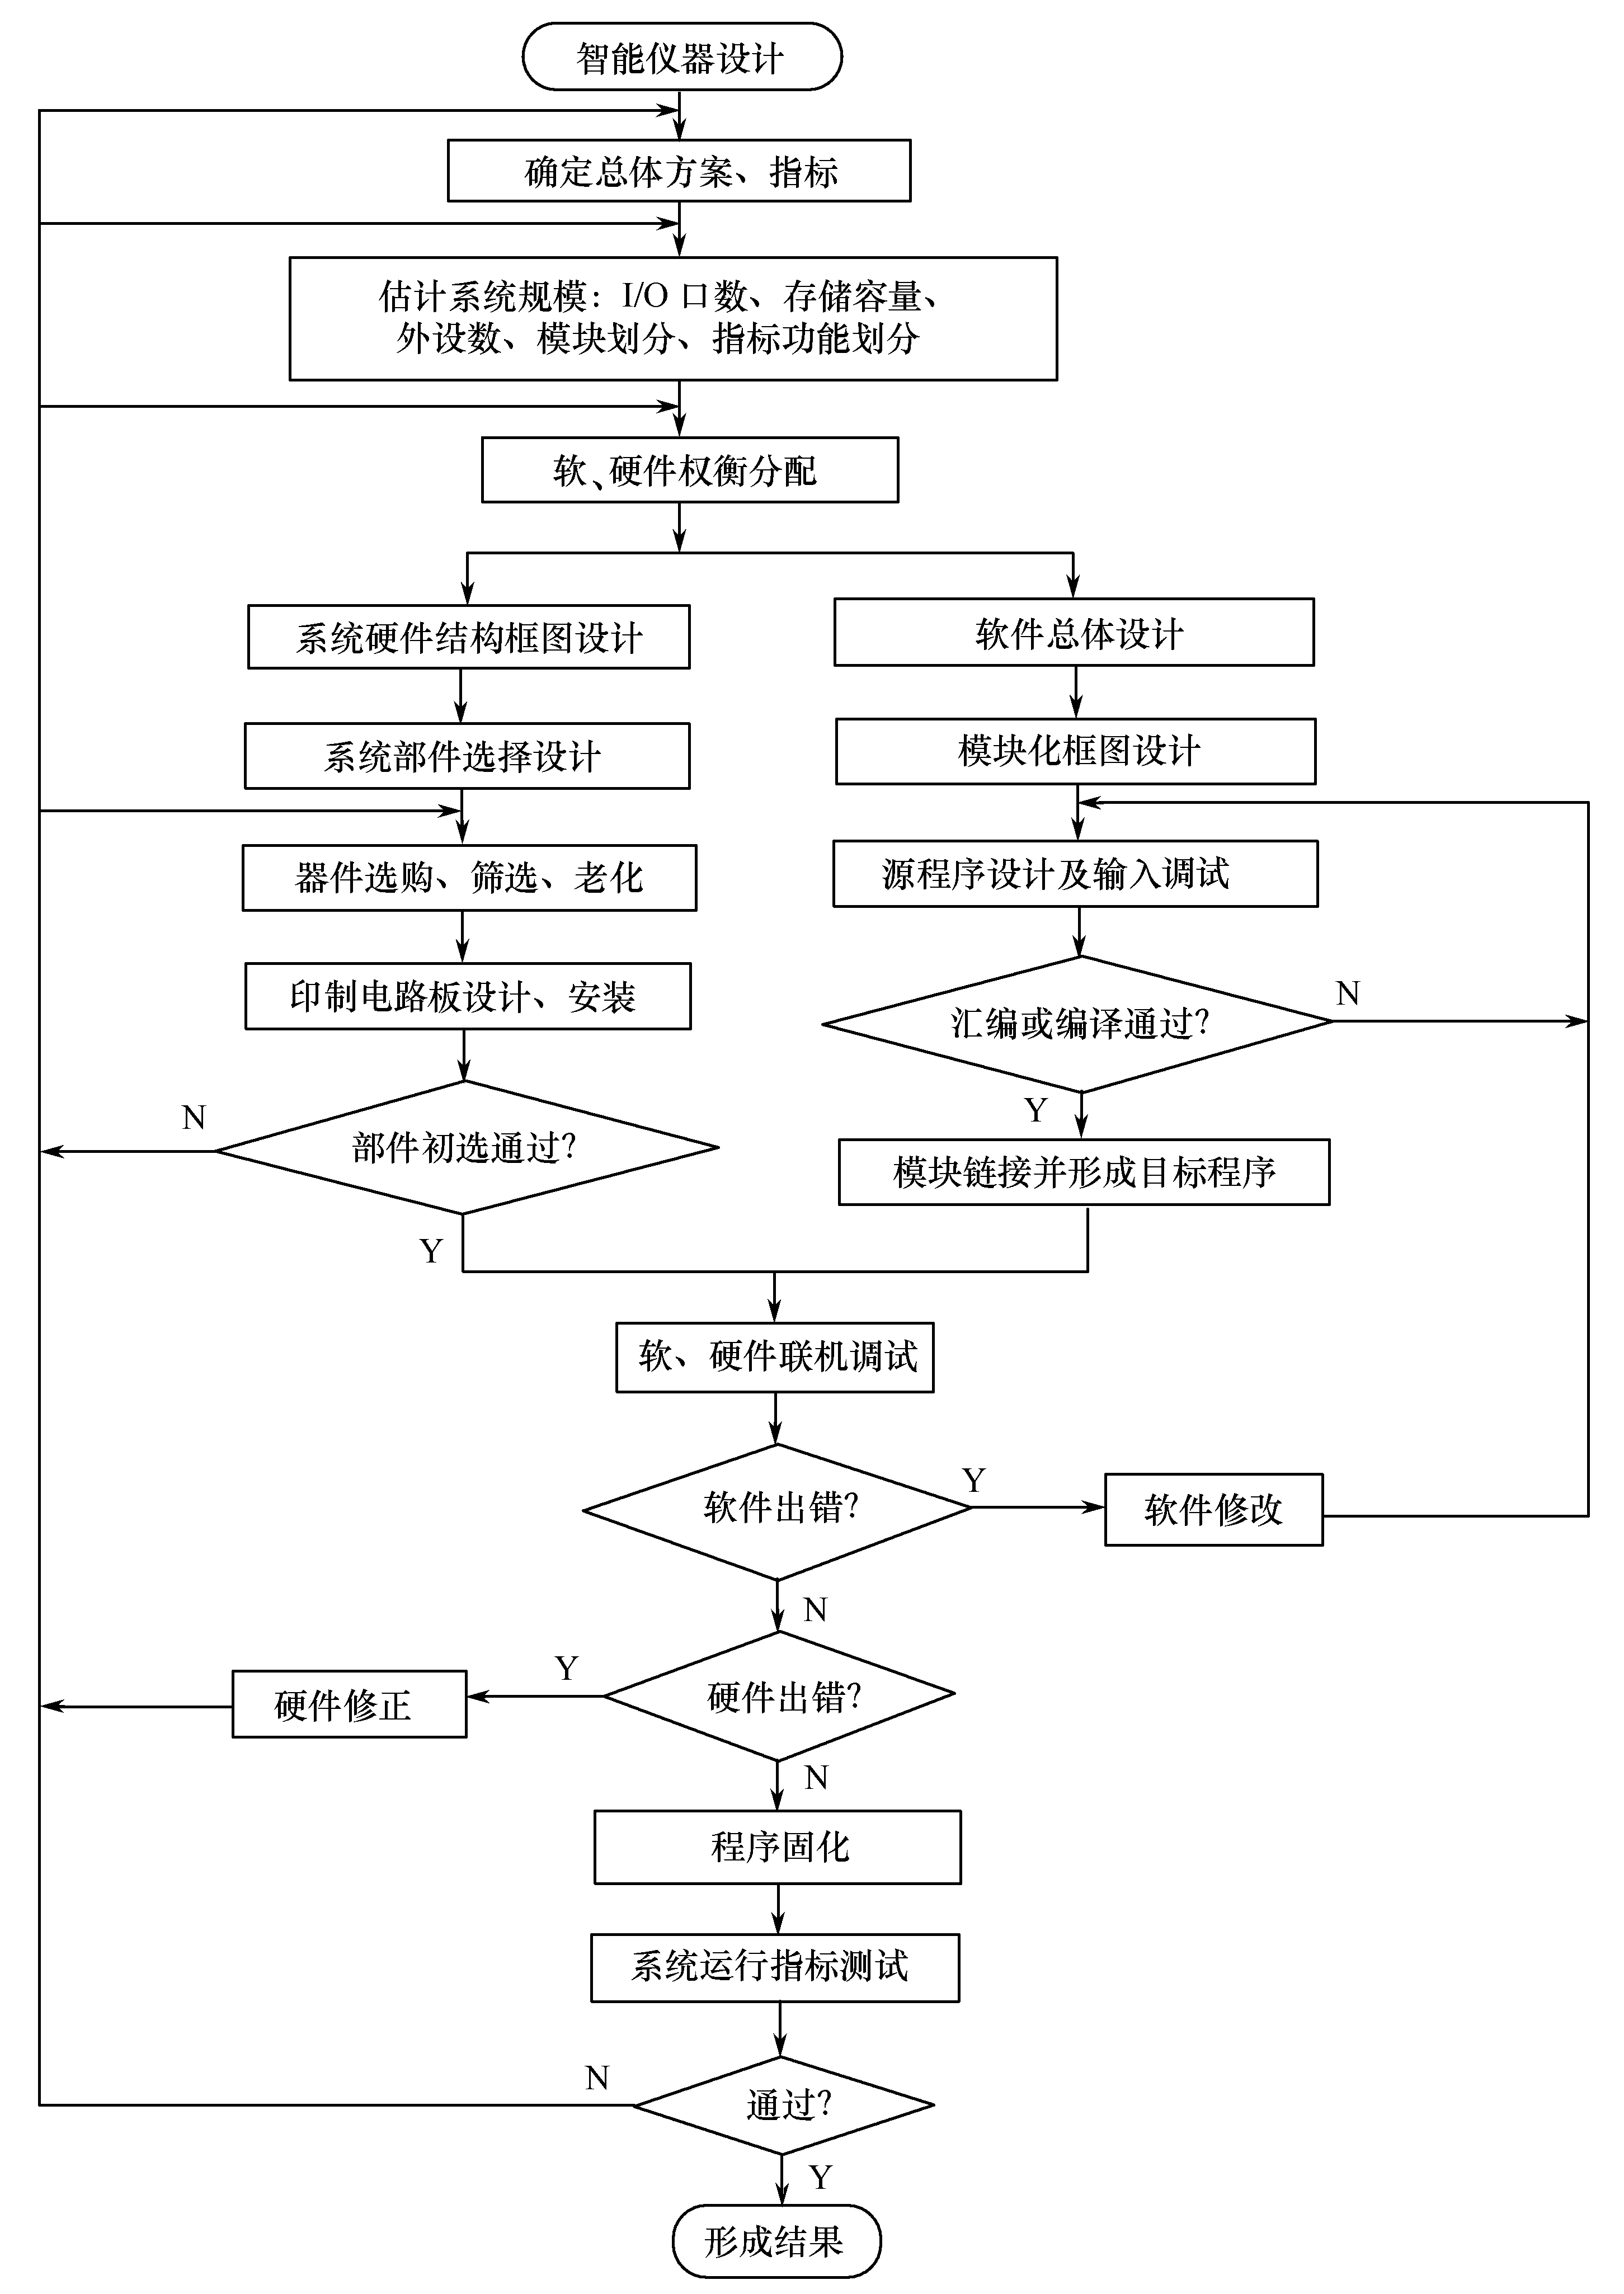 智能仪器设计
确定总体方案、指标
估计系统规模：I/O 口数、存储容量、
外设数、模块划分、指标功能划分
软、硬件权衡分配
系统硬件结构框图设计
系统部件选择设计
器件选购、筛选、老化
印制电路板设计、安装
部件初选通过?
N
Y
软件总体设计
模块化框图设计
源程序设计及输入调试
汇编或编译通过?
N
Y
模块链接并形成目标程序
软、硬件联机调试
软件出错?
Y
软件修改
N
硬件出错?
Y
硬件修正
N
程序固化
系统运行指标测试
通过?
N
Y
形成结果